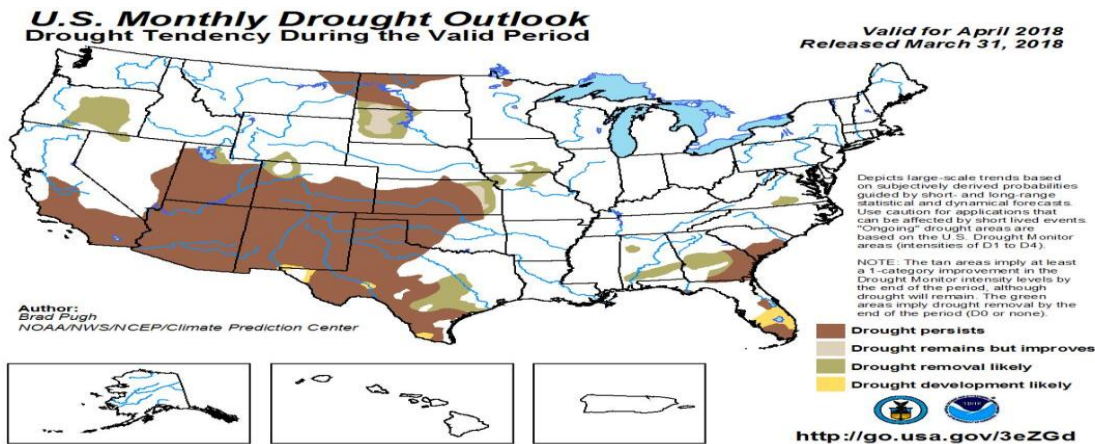 U.S. Monthly Drought Outlook
Drought Tendency During the Valid Period
Valid for April 2018
Released March 31, 2018
Depicts large-scale trends based
on subjectively derived probabilities
guided by short- and long-range
statistical and dynamical forecasts.
Use caution for applications that
can be affected by short lived events.
"Ongoing" drought areas are
based on the U.S. Drought Monitor
areas (intensities of D1 to D4).
NOTE: The tan areas imply at least
a 1-category improvement in the
Drought Monitor intensity levels by
the end of the period, although
drought will remain. The green
areas imply drought removal by the
end of the period (D0 or none).
Author:
Brad Pugh
NOAA/NWS/NCEP/Climate Prediction Center
Drought persists
Drought remains but improves
Drought removal likely
Drought development likely
http://go.usa.gov/3eZGd